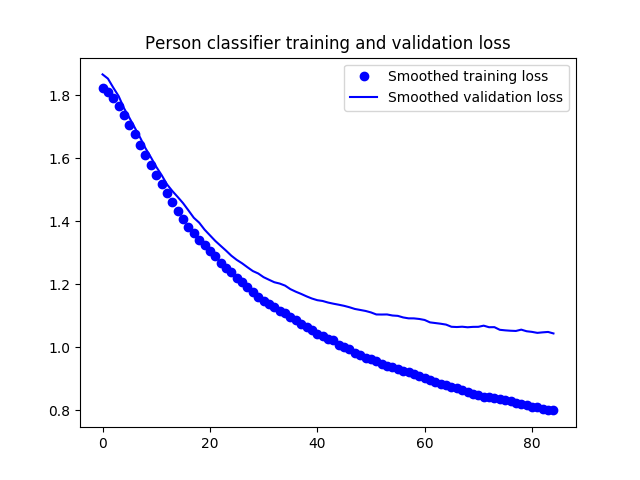 Person classifier training and validation loss
Smoothed training loss
Smoothed validation loss
1.8
1.6
1.4
1.2
1.0
0.8
0 20 40 60 80